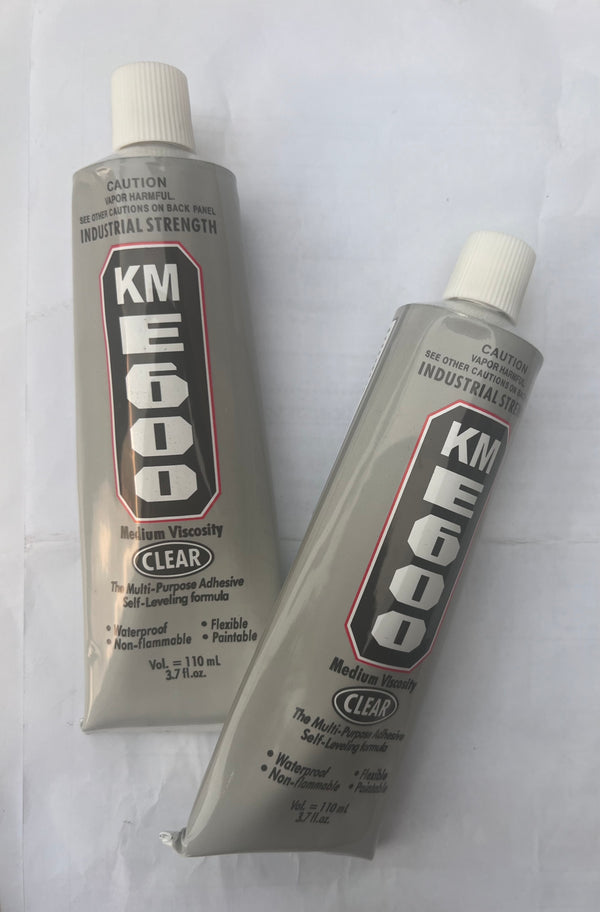 CAUTION
VAPOR HARMFUL.
SEE OTHER CAUTIONS ON BACK PANEL
INDUSTRIAL STRENGTH
KM
E600
Medium Viscosity
CLEAR
The Multi-Purpose Adhesive
Self-Leveling formula
• Waterproof • Flexible
• Non-flammable • Paintable
Vol. = 110 mL
3.7 fl.oz.
CAUTION
VAPOR HARMFUL.
SEE OTHER CAUTIONS ON BACK
INDUSTRIAL STREN
KM
E600
Medium Viscosity
CLEAR
The Multi-Purpose Adhesive
Self-Leveling formula
• Waterproof • Flexible
• Non-flammable • Paintable
Vol. = 110 mL
3.7 fl.oz.